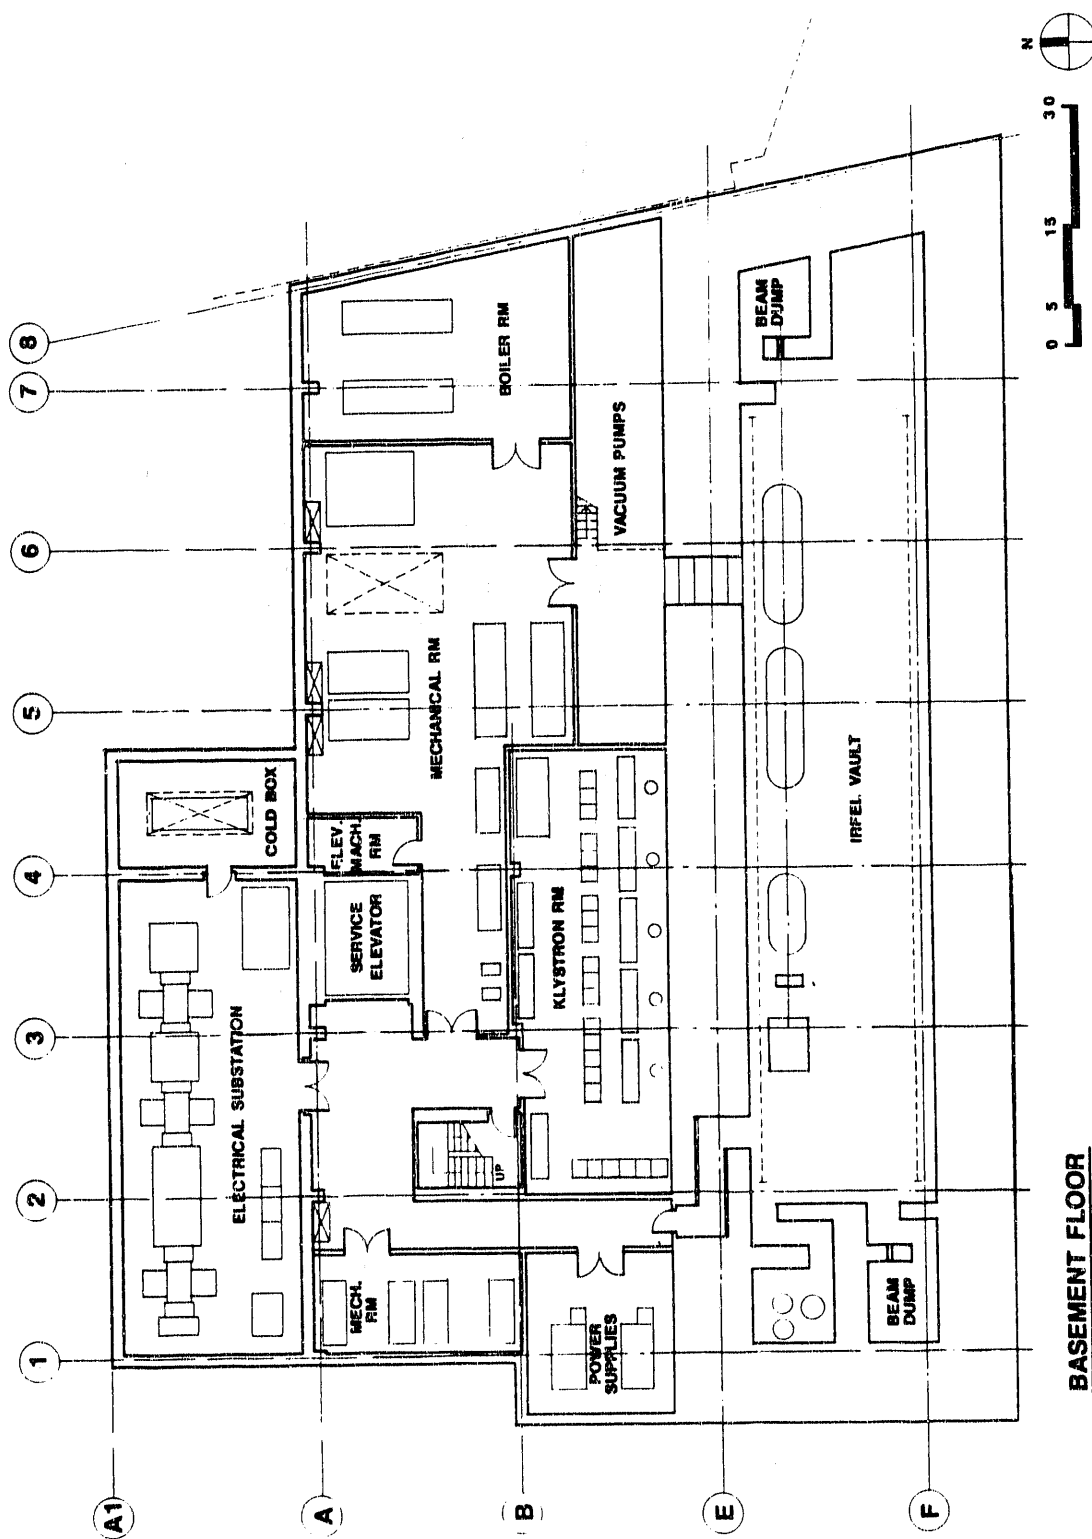 1
2
3
4
5
6
7
8
A1
A
B
E
F
ELECTRICAL SUBSTATION
COLD BOX
SERVICE
ELEVATOR
ELEV.
MACH.
RM
MECHANICAL RM
BOILER RM
MECH.
RM
UP
KLYSTRON RM
VACUUM PUMPS
POWER
SUPPLIES
IRFEL VAULT
BEAM
DUMP
BEAM
DUMP
BASEMENT FLOOR
0 5 15 30
N